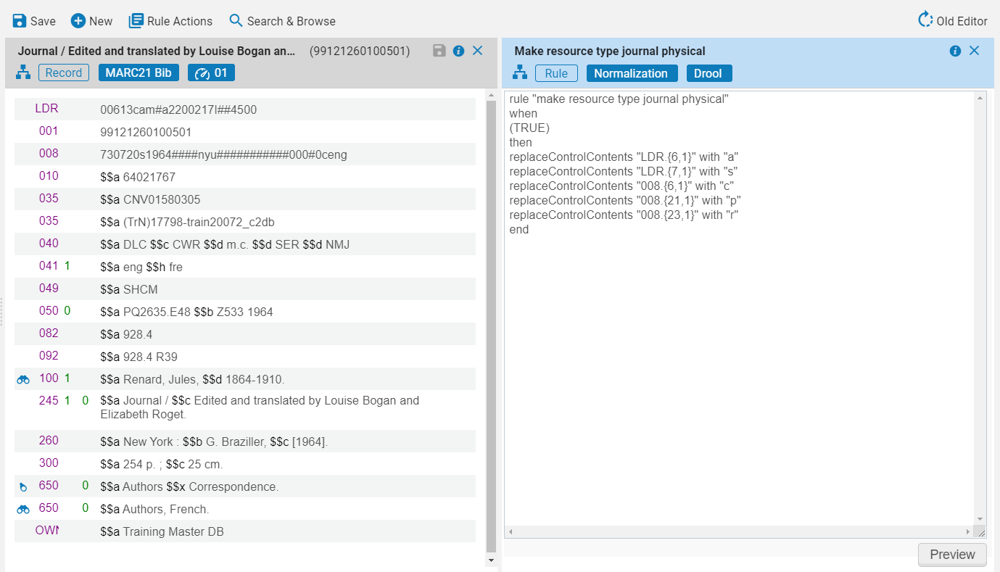 Save New Rule Actions Search & Browse Old Editor
Journal / Edited and translated by Louise Bogan an... (99121260100501)
Record MARC21 Bib 01
LDR 00613cam#a2200217l##4500
001 99121260100501
008 730720s1964####nyu###########000#0ceng
010 $$a 64021767
035 $$a CNV01580305
035 $$a (TrN)17798-train20072_c2db
040 $$a DLC $$c CWR $$d m.c. $$d SER $$d NMJ
041 1 $$a eng $$h fre
049 $$a SHCM
050 0 $$a PQ2635.E48 $$b Z533 1964
082 $$a 928.4
092 $$a 928.4 R39
100 1 $$a Renard, Jules, $$d 1864-1910.
245 1 0 $$a Journal / $$c Edited and translated by Louise Bogan and
Elizabeth Roget.
260 $$a New York : $$b G. Braziller, $$c [1964].
300 $$a 254 p. ; $$c 25 cm.
650 0 $$a Authors $$x Correspondence.
650 0 $$a Authors, French.
OWN $$a Training Master DB
Make resource type journal physical
Rule Normalization Drool
rule "make resource type journal physical"
when
(TRUE)
then
replaceControlContents "LDR.{6,1}" with "a"
replaceControlContents "LDR.{7,1}" with "s"
replaceControlContents "008.{6,1}" with "c"
replaceControlContents "008.{21,1}" with "p"
replaceControlContents "008.{23,1}" with "r"
end
Preview